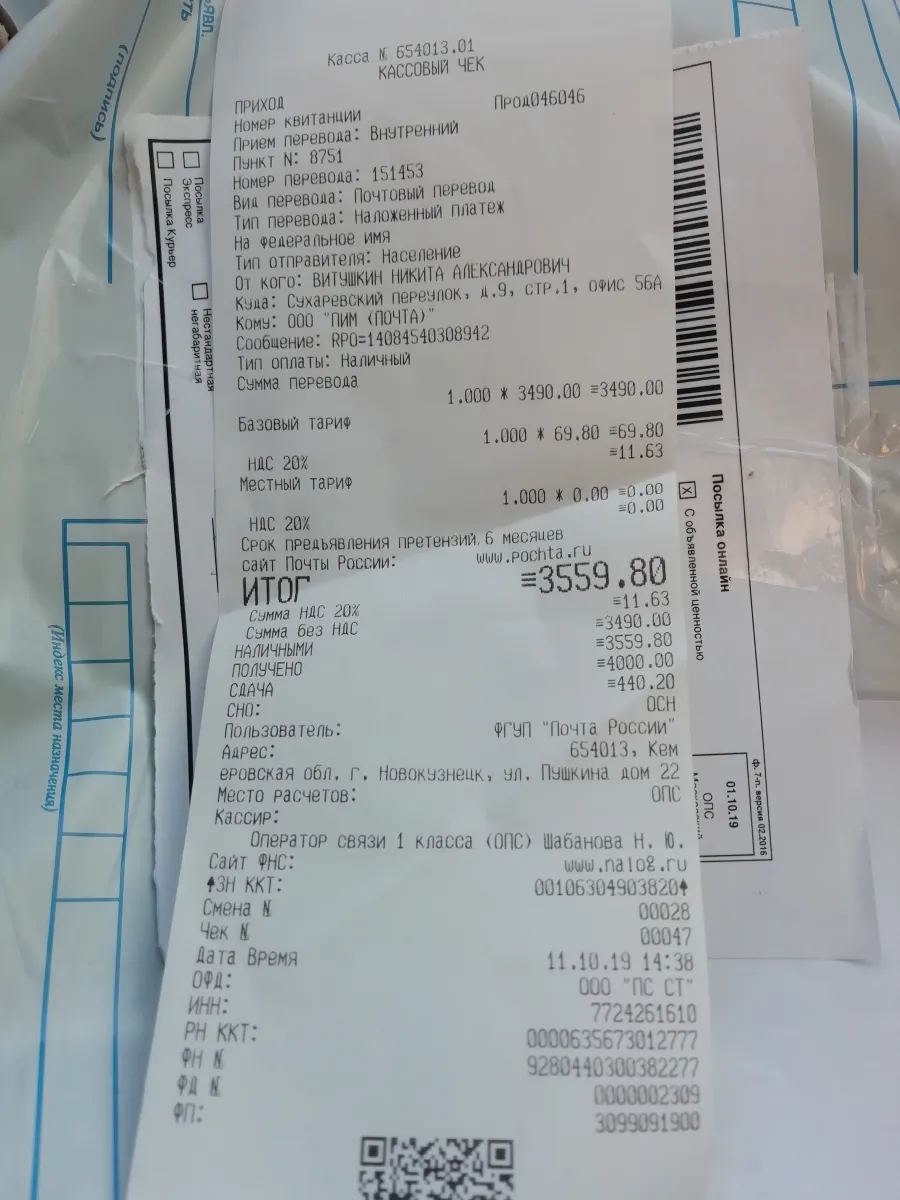 Касса № 654013.01
КАССОВЫЙ ЧЕК
ПРИХОД
Номер квитанции Прод046046
Прием перевода: Внутренний
Пункт N: 8751
Номер перевода: 151453
Вид перевода: Почтовый перевод
Тип перевода: Наложенный платеж
На федеральное имя
Тип отправителя: Население
От кого: ВИТУШКИН НИКИТА АЛЕКСАНДРОВИЧ
Куда: Сухаревский переулок, д.9, стр.1, офис 56А
Кому: ООО "ПИМ (ПОЧТА)"
Сообщение: RPO=14084540308942
Тип оплаты: Наличный
Сумма перевода
1.000 * 3490.00 ≡3490.00
Базовый тариф
1.000 * 69.80 ≡69.80
НДС 20% ≡11.63
Местный тариф
1.000 * 0.00 ≡0.00
НДС 20% ≡0.00
Срок предъявления претензий 6 месяцев
сайт Почты России: www.pochta.ru
ИТОГ ≡3559.80
Сумма НДС 20% ≡11.63
Сумма без НДС ≡3490.00
НАЛИЧНЫМИ ≡3559.80
ПОЛУЧЕНО ≡4000.00
СДАЧА ≡440.20
СНО: ОСН
Пользователь: ФГУП "Почта России"
Адрес: 654013, Кем
еровская обл, г. Новокузнецк, ул. Пушкина дом 22
Место расчетов: ОПС
Кассир:
Оператор связи 1 класса (ОПС) Шабанова Н. Ю.
Сайт ФНС: www.nalog.ru
ЗН ККТ: 00106304903820
Смена № 00028
Чек № 00047
Дата Время 11.10.19 14:38
ОФД: ООО "ПС СТ"
ИНН: 7724261610
РН ККТ: 0000635673012777
ФН № 9280440300382277
ФД № 0000002309
ФП: 3099091900
(подпись)
Посылка Экспресс
Посылка Курьер
Нестандартная
негабаритная
(Индекс места назначения)
Посылка онлайн
X С объявленной ценностью
ф. 7-п, версия 02.2016
01.10.19
ОПС